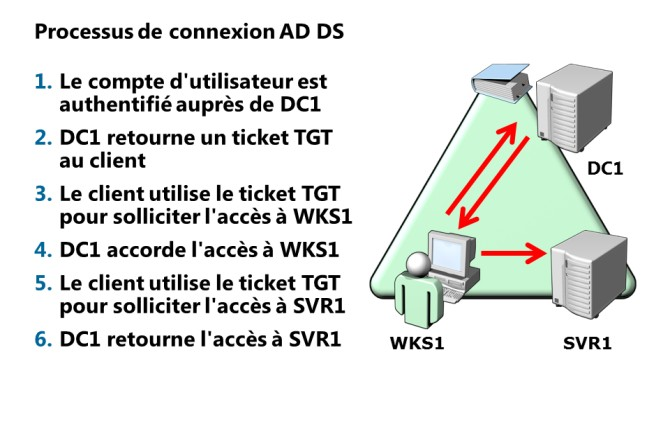 Processus de connexion AD DS
1. Le compte d'utilisateur est
authentifié auprès de DC1
2. DC1 retourne un ticket TGT
au client
3. Le client utilise le ticket TGT
pour solliciter l'accès à WKS1
4. DC1 accorde l'accès à WKS1
5. Le client utilise le ticket TGT
pour solliciter l'accès à SVR1
6. DC1 retourne l'accès à SVR1
DC1
WKS1
SVR1